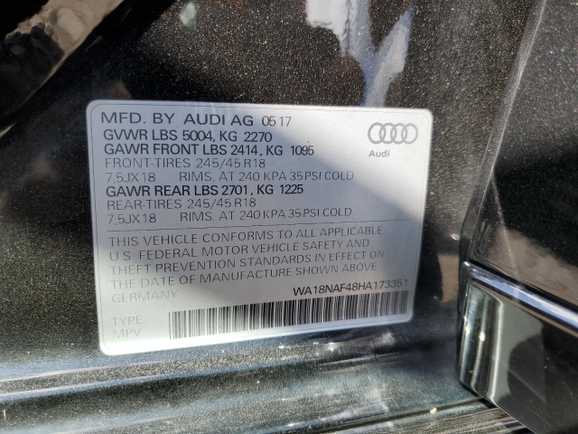 MFD. BY AUDI AG 05 17
GVWR LBS 5004, KG 2270
GAWR FRONT LBS 2414, KG 1095
FRONT-TIRES 245/45 R18
7,5JX18 RIMS, AT 240 KPA 35 PSI COLD
GAWR REAR LBS 2701, KG 1225
REAR-TIRES 245/45 R18
7,5JX18 RIMS, AT 240 KPA 35 PSI COLD
Audi
THIS VEHICLE CONFORMS TO ALL APPLICABLE
U.S. FEDERAL MOTOR VEHICLE SAFETY AND
THEFT PREVENTION STANDARDS IN EFFECT ON
THE DATE OF MANUFACTURE SHOWN ABOVE
GERMANY
WA18NAF48HA173351
TYPE
MPV